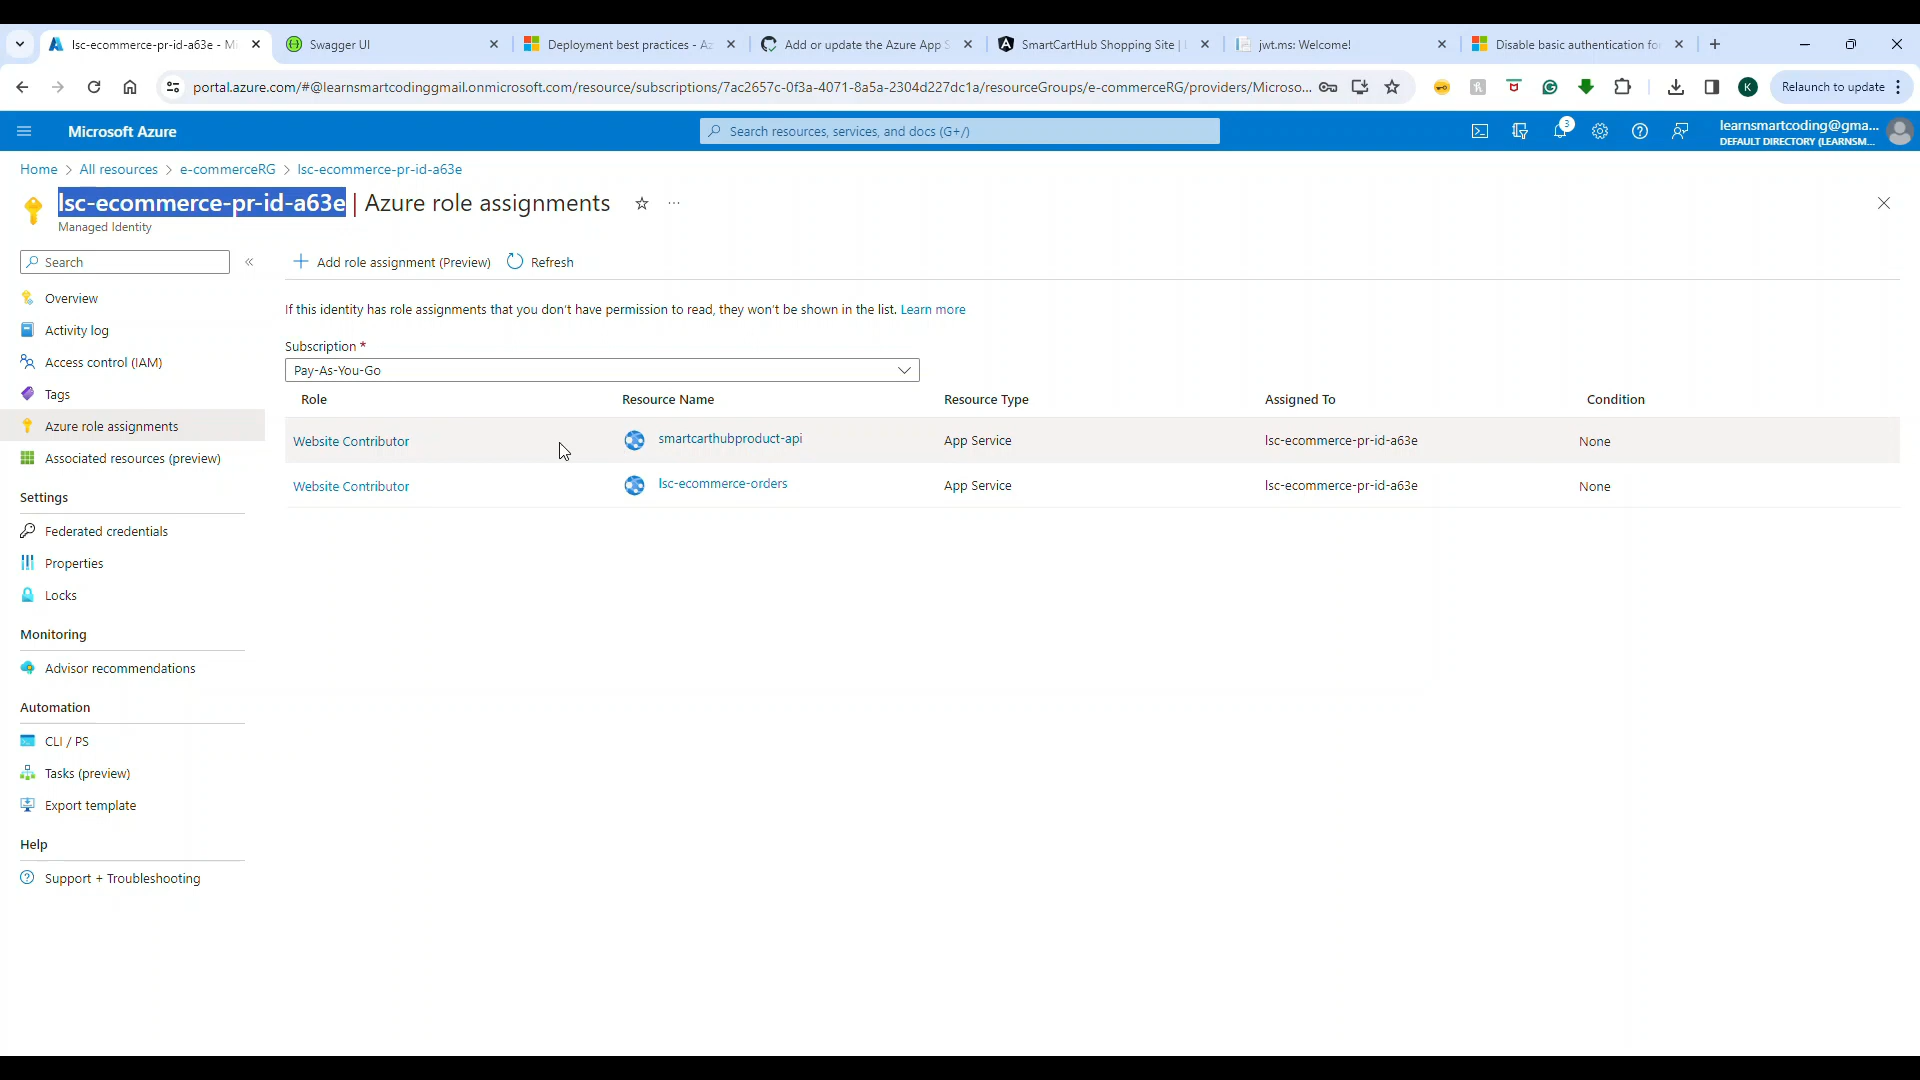 lsc-ecommerce-pr-id-a63e - Mi
Swagger UI
Deployment best practices - Az
Add or update the Azure App S
SmartCartHub Shopping Site |
jwt.ms: Welcome!
Disable basic authentication for
portal.azure.com/#@learnsmartcodinggmail.onmicrosoft.com/resource/subscriptions/7ac2657c-0f3a-4071-8a5a-2304d227dc1a/resourceGroups/e-commerceRG/providers/Microso...
K
Relaunch to update
Microsoft Azure
Search resources, services, and docs (G+/)
3
learnsmartcoding@gma...
DEFAULT DIRECTORY (LEARNSM...
Home > All resources > e-commerceRG > lsc-ecommerce-pr-id-a63e
lsc-ecommerce-pr-id-a63e | Azure role assignments
Managed Identity
Search
Add role assignment (Preview)
Refresh
Overview
Activity log
Access control (IAM)
Tags
Azure role assignments
Associated resources (preview)
Settings
Federated credentials
Properties
Locks
Monitoring
Advisor recommendations
Automation
CLI / PS
Tasks (preview)
Export template
Help
Support + Troubleshooting
If this identity has role assignments that you don't have permission to read, they won't be shown in the list. Learn more
Subscription *
Pay-As-You-Go
Role Resource Name Resource Type Assigned To Condition
Website Contributor smartcarthubproduct-api App Service lsc-ecommerce-pr-id-a63e None
Website Contributor lsc-ecommerce-orders App Service lsc-ecommerce-pr-id-a63e None